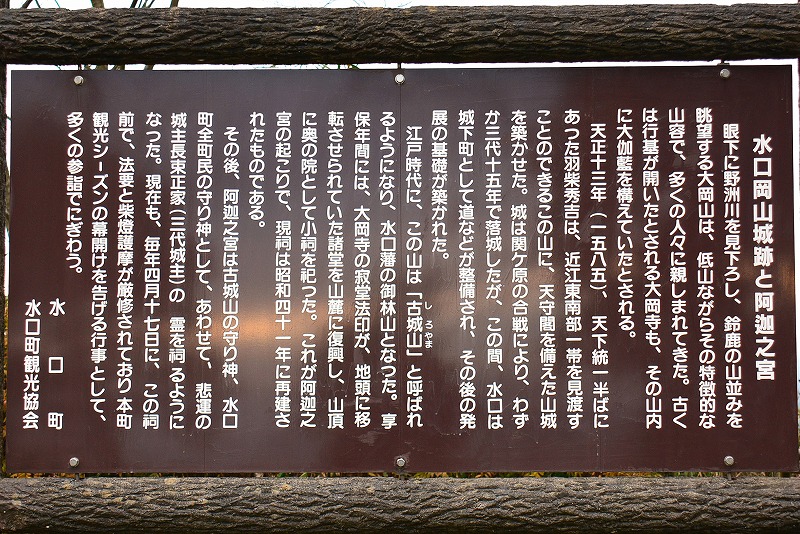 水口岡山城跡と阿迦之宮
眼下に野洲川を見下ろし、鈴鹿の山並みを
眺望する大岡山は、低山ながらその特徴的な
山容で、多くの人々に親しまれてきた。古く
は行基が開いたとされる大岡寺も、その山内
に大伽藍を構えていたとされる。
天正十三年（一五八五）、天下統一半ばに
あった羽柴秀吉は、近江東南部一帯を見渡す
ことのできるこの山に、天守閣を備えた山城
を築かせた。城は関ケ原の合戦により、わず
か三代十五年で落城したが、この間、水口は
城下町として道などが整備され、その後の発
展の基礎が築かれた。
江戸時代に、この山は「古城山」と呼ばれ
しろやま
るようになり、水口藩の御林山となった。享
保年間には、大岡寺の寂堂法印が、地頭に移
転させられていた諸堂を山麓に復興し、山頂
に奥の院として小祠を祀つた。これが阿迦之
宮の起こりで、現祠は昭和四十一年に再建さ
れたものである。
その後、阿迦之宮は古城山の守り神、水口
町全町民の守り神として、あわせて、悲運の
城主長束正家（三代城主）の霊を祠るように
なった。現在も、毎年四月十七日に、この祠
前で、法要と柴燈護摩が厳修されており本町
観光シーズンの幕開けを告げる行事として、
多くの参詣でにぎわう。
水口町
水口町観光協会